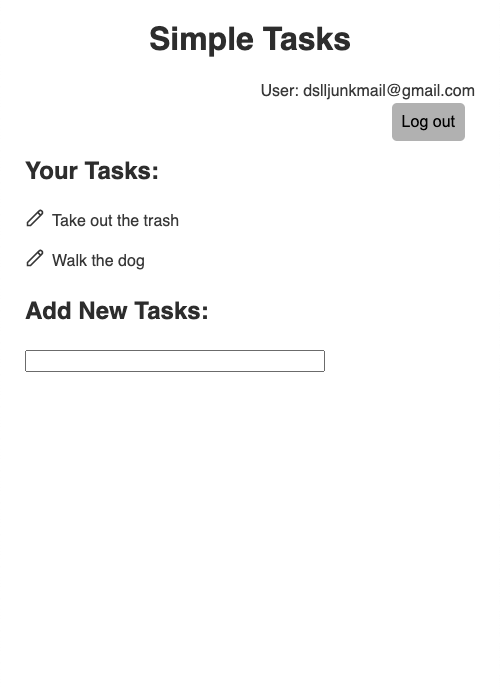 Simple Tasks
User: dslljunkmail@gmail.com
Log out
Your Tasks:
Take out the trash
Walk the dog
Add New Tasks: